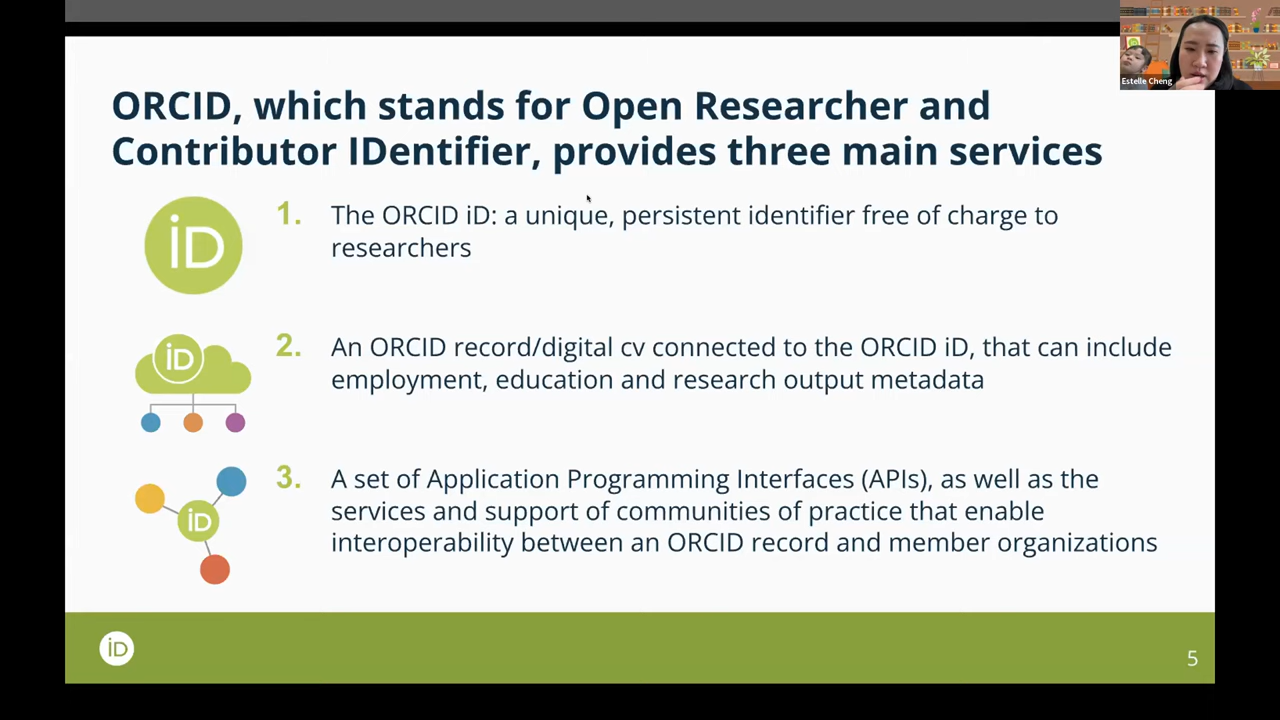 Estelle Cheng
ORCID, which stands for Open Researcher and
Contributor IDentifier, provides three main services
iD
1. The ORCID iD: a unique, persistent identifier free of charge to
researchers
iD
2. An ORCID record/digital cv connected to the ORCID iD, that can include
employment, education and research output metadata
iD
3. A set of Application Programming Interfaces (APIs), as well as the
services and support of communities of practice that enable
interoperability between an ORCID record and member organizations
iD
5